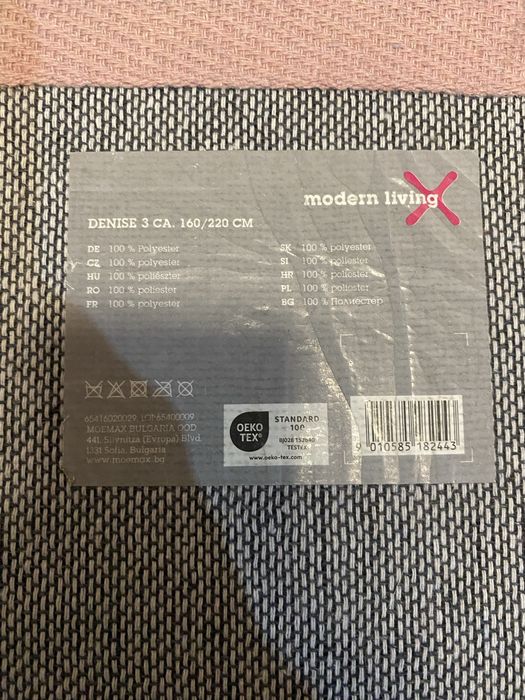 modern living X
DENISE 3 CA. 160/220 CM
DE 100 % Polyester
CZ 100 % polyester
HU 100 % poliészter
RO 100 % poliester
FR 100 % polyester
SK 100 % polyester
SI 100 % poliester
HR 100 % poliester
PL 100 % poliester
BG 100 % Полиестер
65416020029, LOT65400009
MOEMAX BULGARIA OOD
441, Slivnitza (Evropa) Blvd.
1331 Sofia, Bulgaria
www.moemax.bg
OEKO
TEX®
STANDARD
100
TESTEX
www.oeko-tex.com
9 010585 182443